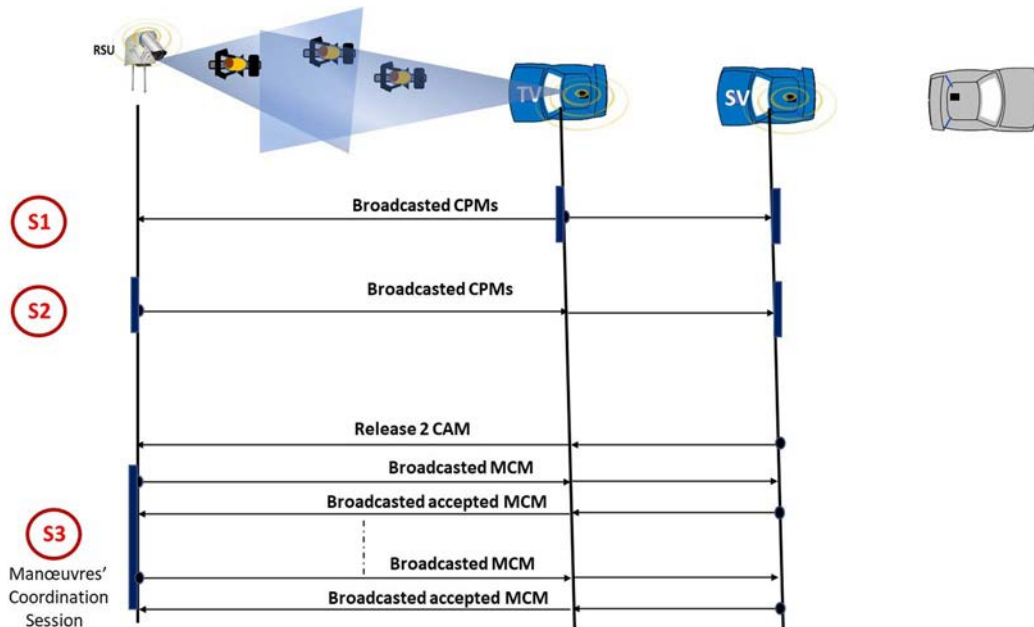 RSU
TV
SV
S1
Broadcasted CPMs
S2
Broadcasted CPMs
Release 2 CAM
Broadcasted MCM
Broadcasted accepted MCM
S3
Manœuvres’
Coordination
Session
Broadcasted MCM
Broadcasted accepted MCM